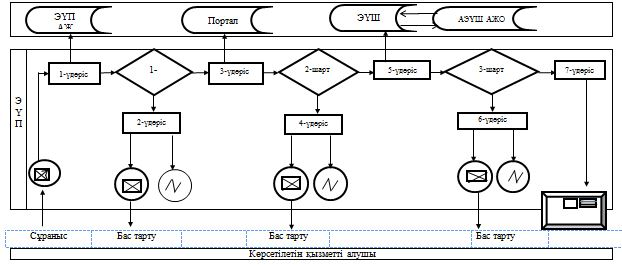 ЭҮП
АЖ
Портал
ЭҮШ
АЭҮШ АЖО
ЭҮП
1-үдеріс
1-
3-үдеріс
2-шарт
5-үдеріс
3-шарт
7-үдеріс
2-үдеріс
4-үдеріс
6-үдеріс
Сұраныс
Бас тарту
Бас тарту
Бас тарту
Көрсетілетін қызметті алушы